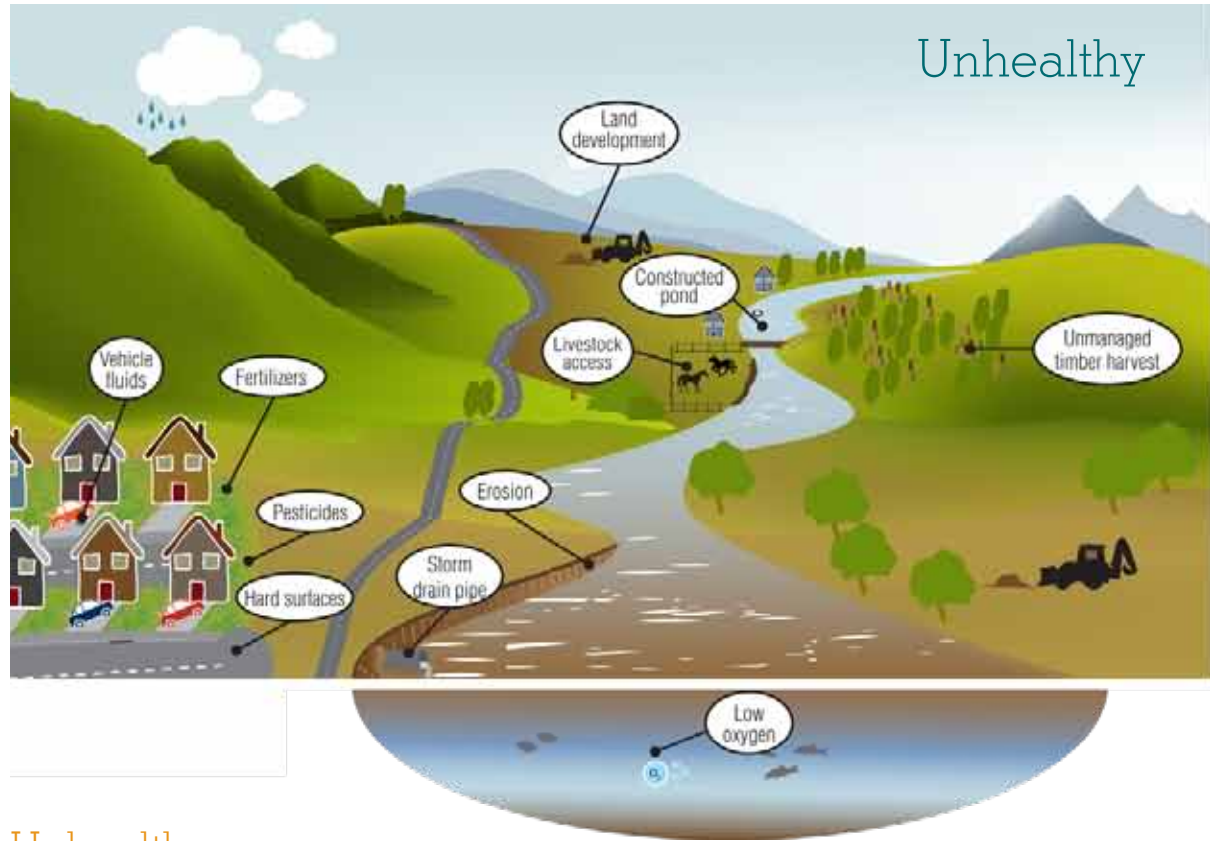 Unhealthy
Land
development
Constructed
pond
Livestock
access
Unmanaged
timber harvest
Vehicle
fluids
Fertilizers
Pesticides
Erosion
Storm
drain pipe
Hard surfaces
Low
oxygen
O₂